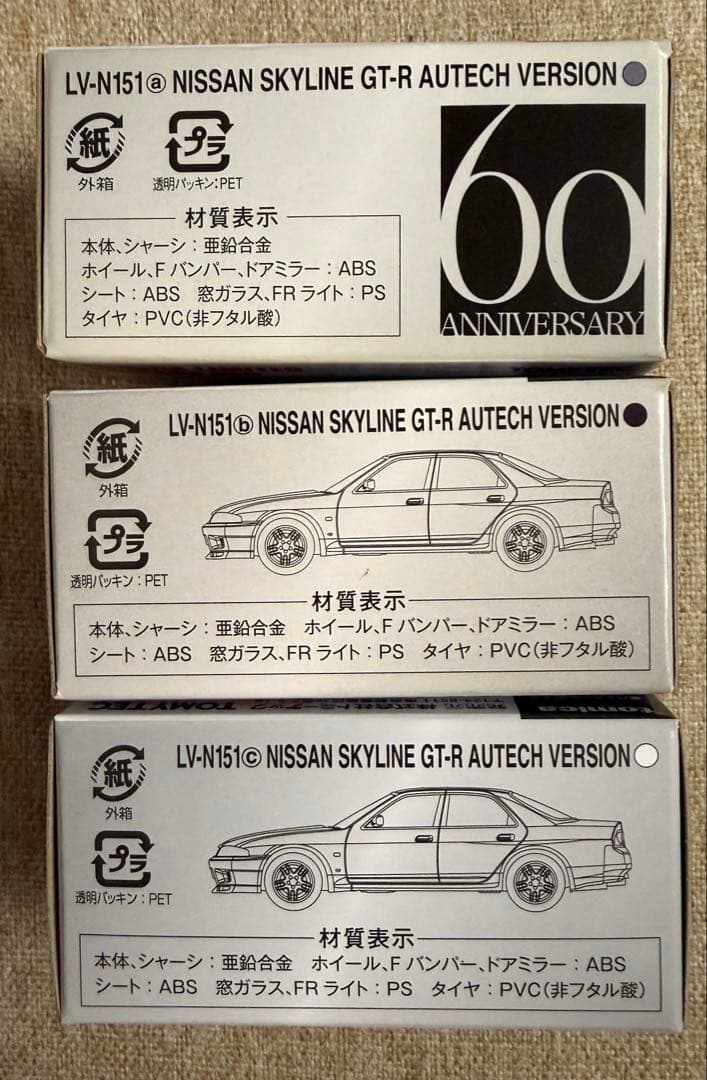 LV-N151ⓐ NISSAN SKYLINE GT-R AUTECH VERSION
紙
外箱
プラ
透明パッキン:PET
60
ANNIVERSARY
材質表示
本体、シャーシ：亜鉛合金
ホイール、Fバンパー、ドアミラー：ABS
シート：ABS 窓ガラス、FRライト：PS
タイヤ：PVC(非フタル酸)
LV-N151ⓑ NISSAN SKYLINE GT-R AUTECH VERSION
紙
外箱
プラ
透明パッキン：PET
材質表示
本体、シャーシ：亜鉛合金 ホイール、Fバンパー、ドアミラー：ABS
シート：ABS 窓ガラス、FRライト：PS タイヤ：PVC(非フタル酸)
TOMYTEC
tomica
LV-N151ⓒ NISSAN SKYLINE GT-R AUTECH VERSION
紙
外箱
プラ
透明パッキン：PET
材質表示
本体、シャーシ：亜鉛合金 ホイール、Fバンパー、ドアミラー：ABS
シート：ABS 窓ガラス、FRライト：PS タイヤ：PVC(非フタル酸)